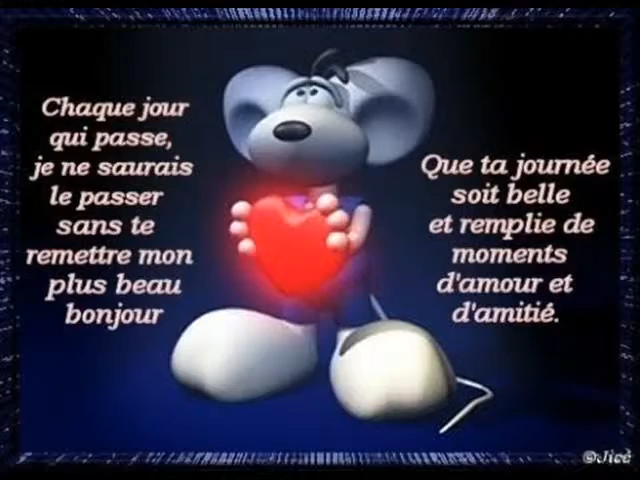 Chaque jour
qui passe,
je ne saurais
le passer
sans te
remettre mon
plus beau
bonjour
Que ta journée
soit belle
et remplie de
moments
d'amour et
d'amitié.
©Jicé